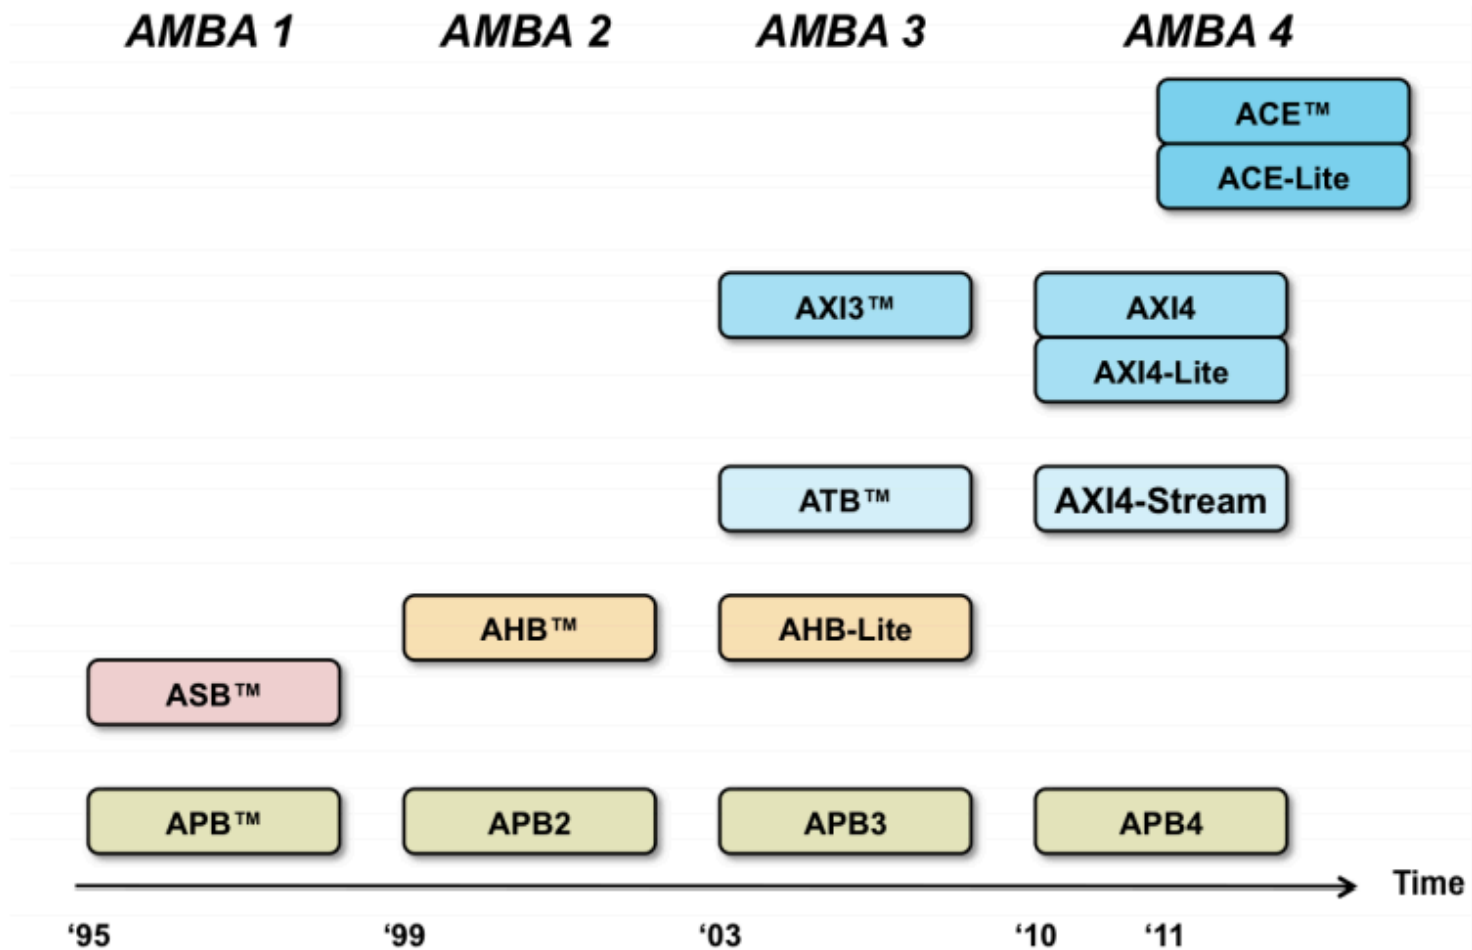 AMBA 1 AMBA 2 AMBA 3 AMBA 4
ACE™
ACE-Lite
AXI3™ AXI4
AXI4-Lite
ATB™ AXI4-Stream
AHB™ AHB-Lite
ASB™
APB™ APB2 APB3 APB4
Time
‘95 ‘99 ‘03 ‘10 ‘11